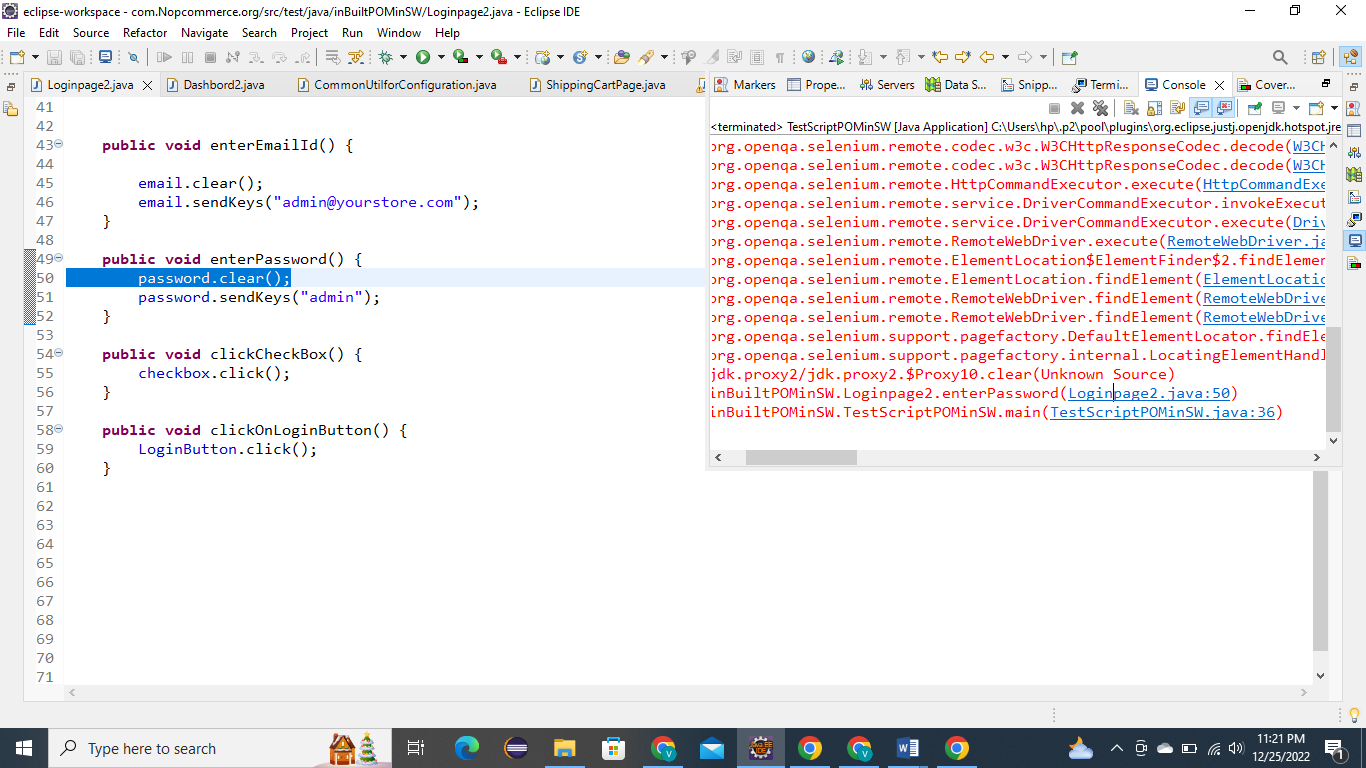 eclipse-workspace - com.Nopcommerce.org/src/test/java/inBuiltPOMinSW/Loginpage2.java - Eclipse IDE
File Edit Source Refactor Navigate Search Project Run Window Help
Loginpage2.java Dashbord2.java CommonUtilforConfiguration.java ShippingCartPage.java
Markers Prope... Servers Data S... Snipp... Termi... Console Cover...
<terminated> TestScriptPOMinSW [Java Application] C:\Users\hp\.p2\pool\plugins\org.eclipse.justj.openjdk.hotspot.jre
41
42
43 public void enterEmailId() {
44
45 email.clear();
46 email.sendKeys("admin@yourstore.com");
47 }
48
49 public void enterPassword() {
50 password.clear();
51 password.sendKeys("admin");
52 }
53
54 public void clickCheckBox() {
55 checkbox.click();
56 }
57
58 public void clickOnLoginButton() {
59 LoginButton.click();
60 }
61
62
63
64
65
66
67
68
69
70
71
org.openqa.selenium.remote.codec.w3c.W3CHttpResponseCodec.decode(W3CH
org.openqa.selenium.remote.codec.w3c.W3CHttpResponseCodec.decode(W3CH
org.openqa.selenium.remote.HttpCommandExecutor.execute(HttpCommandExe
org.openqa.selenium.remote.service.DriverCommandExecutor.invokeExecut
org.openqa.selenium.remote.service.DriverCommandExecutor.execute(Driv
org.openqa.selenium.remote.RemoteWebDriver.execute(RemoteWebDriver.ja
org.openqa.selenium.remote.ElementLocation$ElementFinder$2.findElemen
org.openqa.selenium.remote.ElementLocation.findElement(ElementLocatio
org.openqa.selenium.remote.RemoteWebDriver.findElement(RemoteWebDrive
org.openqa.selenium.remote.RemoteWebDriver.findElement(RemoteWebDrive
org.openqa.selenium.support.pagefactory.DefaultElementLocator.findEle
org.openqa.selenium.support.pagefactory.internal.LocatingElementHandl
jdk.proxy2/jdk.proxy2.$Proxy10.clear(Unknown Source)
inBuiltPOMinSW.Loginpage2.enterPassword(Loginpage2.java:50)
inBuiltPOMinSW.TestScriptPOMinSW.main(TestScriptPOMinSW.java:36)
Type here to search
11:21 PM
12/25/2022
1